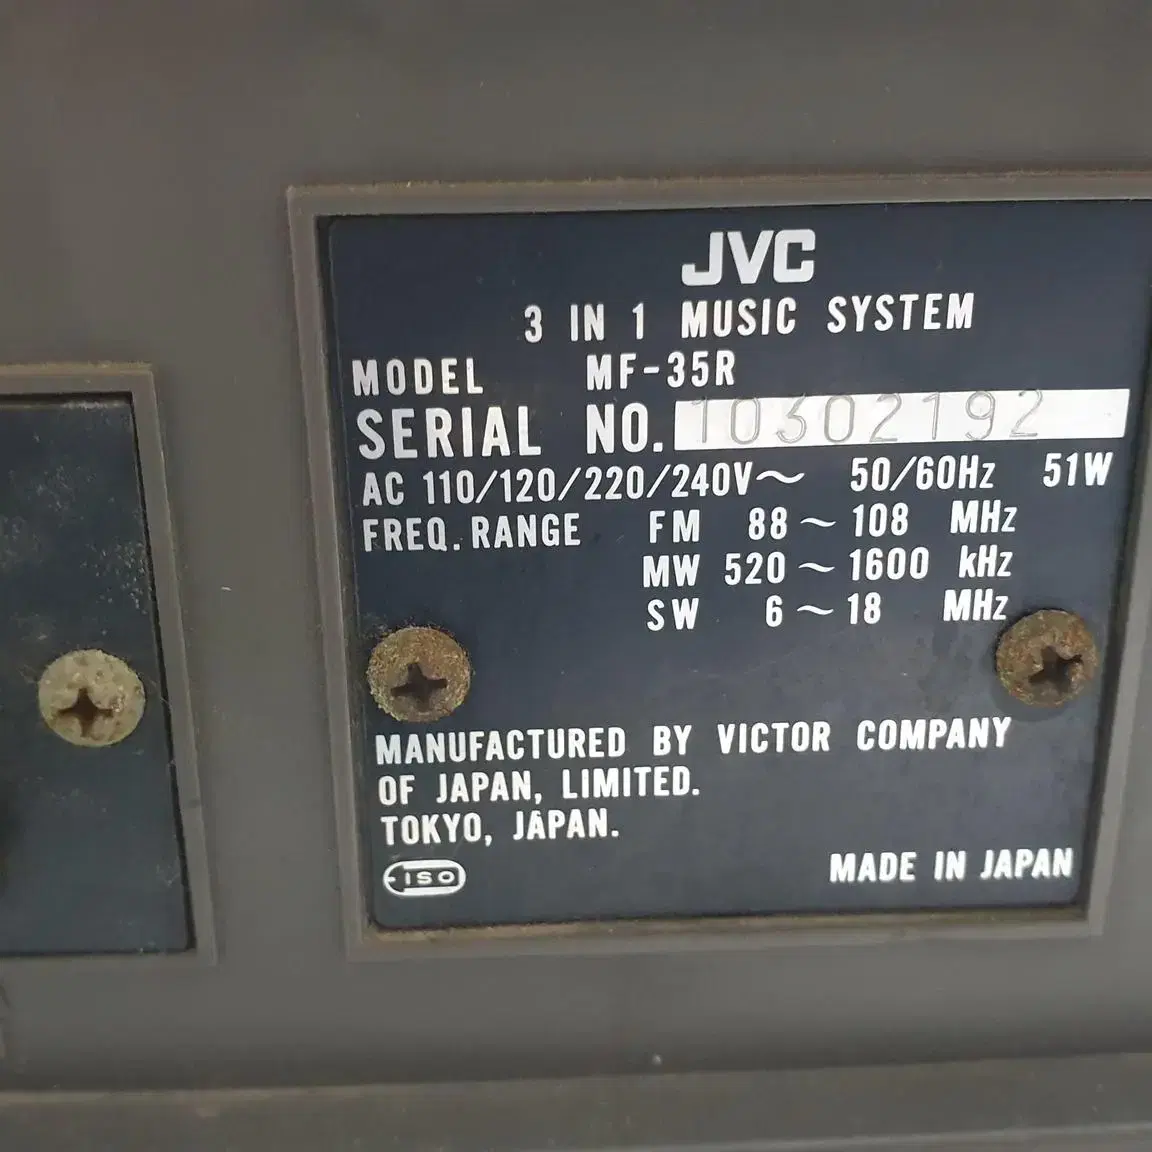 JVC
3 IN 1 MUSIC SYSTEM
MODEL MF-35R
SERIAL NO. 10302192
AC 110/120/220/240V~ 50/60Hz 51W
FREQ. RANGE FM 88~108 MHz
MW 520~1600 kHz
SW 6~18 MHz
MANUFACTURED BY VICTOR COMPANY
OF JAPAN, LIMITED.
TOKYO, JAPAN.
ISO
MADE IN JAPAN